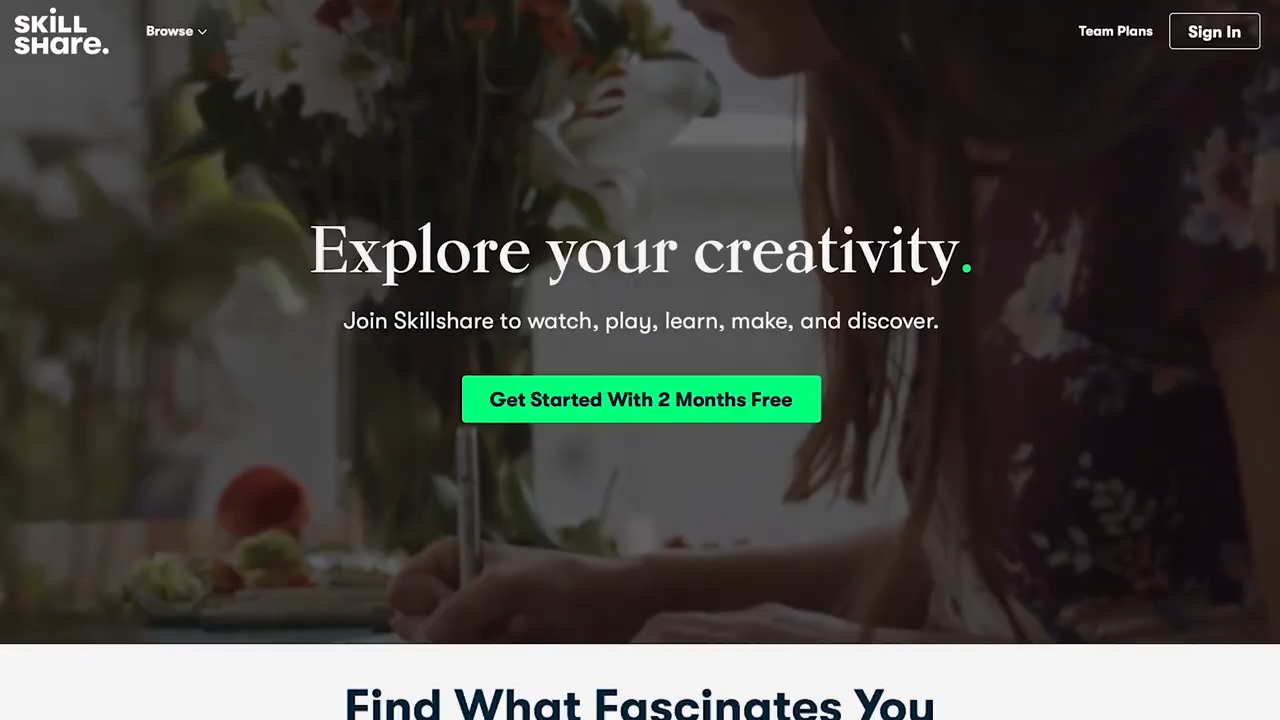 SKiLL
SHare.
Browse
Team Plans
Sign In
Explore your creativity.
Join Skillshare to watch, play, learn, make, and discover.
Get Started With 2 Months Free
Find What Fascinates You